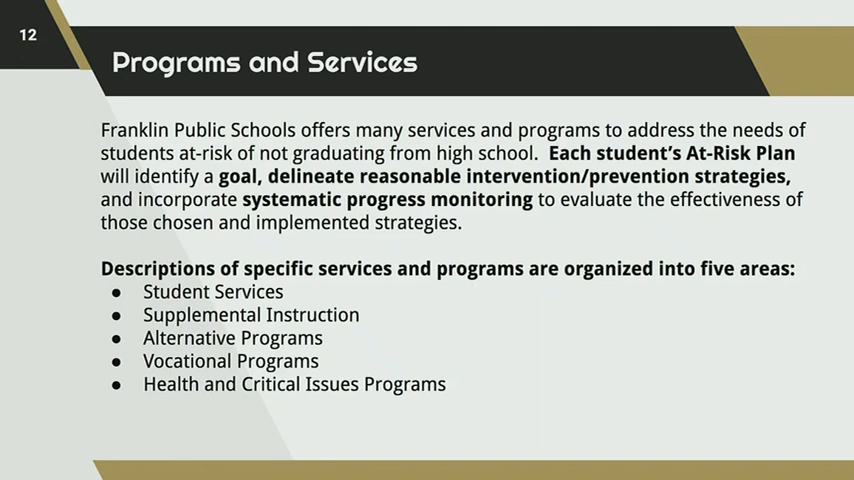 12
Programs and Services
Franklin Public Schools offers many services and programs to address the needs of
students at-risk of not graduating from high school. Each student's At-Risk Plan
will identify a goal, delineate reasonable intervention/prevention strategies,
and incorporate systematic progress monitoring to evaluate the effectiveness of
those chosen and implemented strategies.
Descriptions of specific services and programs are organized into five areas:
● Student Services
● Supplemental Instruction
● Alternative Programs
● Vocational Programs
● Health and Critical Issues Programs